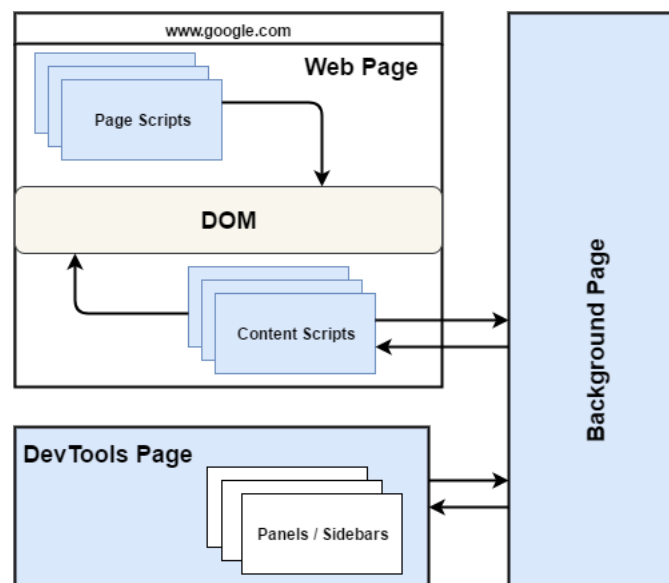 www.google.com
Web Page
Page Scripts
DOM
Content Scripts
Background Page
DevTools Page
Panels / Sidebars